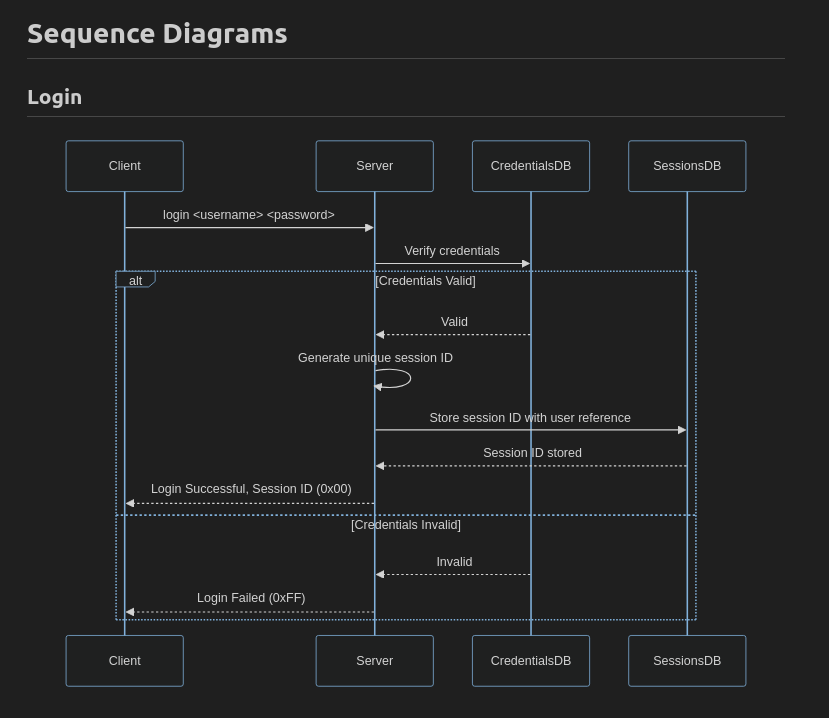 Sequence Diagrams
Login
Client Server CredentialsDB SessionsDB
login <username> <password>
Verify credentials
alt [Credentials Valid]
Valid
Generate unique session ID
Store session ID with user reference
Session ID stored
Login Successful, Session ID (0x00)
[Credentials Invalid]
Invalid
Login Failed (0xFF)
Client Server CredentialsDB SessionsDB